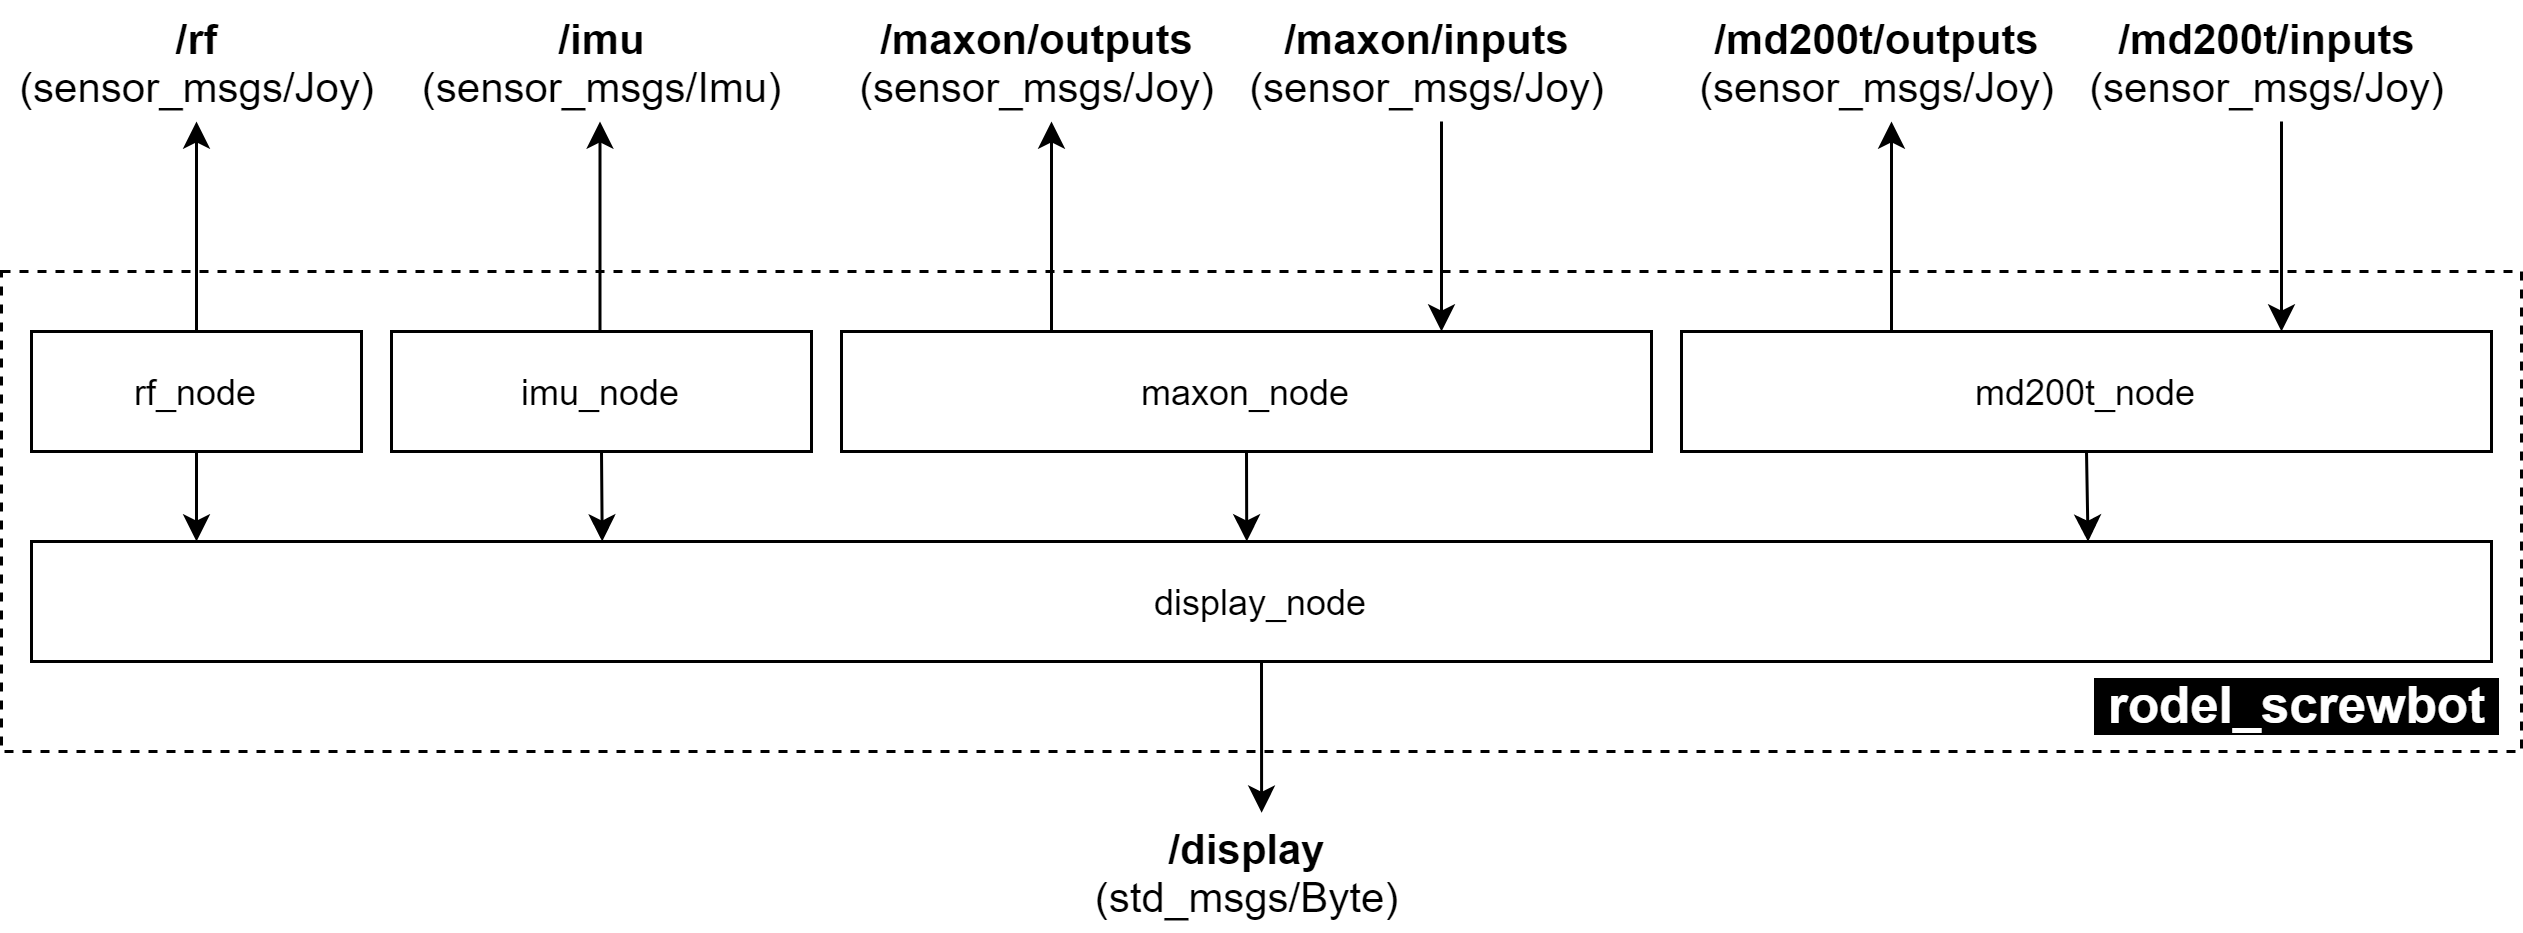 /rf
(sensor_msgs/Joy)
/imu
(sensor_msgs/Imu)
/maxon/outputs
(sensor_msgs/Joy)
/maxon/inputs
(sensor_msgs/Joy)
/md200t/outputs
(sensor_msgs/Joy)
/md200t/inputs
(sensor_msgs/Joy)
rf_node
imu_node
maxon_node
md200t_node
display_node
rodel_screwbot
/display
(std_msgs/Byte)